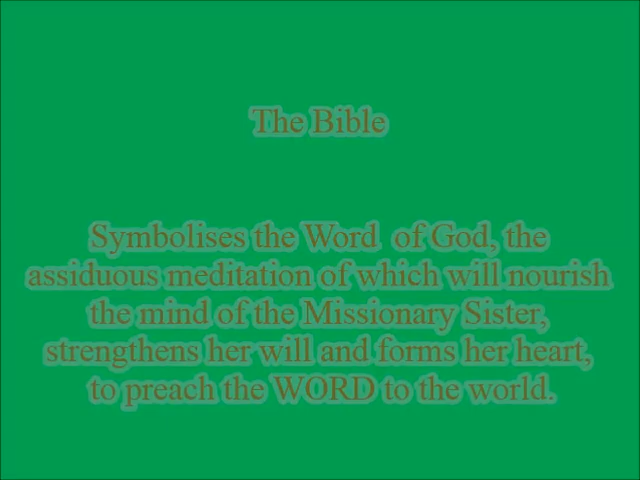 The Bible
Symbolises the Word of God, the
assiduous meditation of which will nourish
the mind of the Missionary Sister,
strengthens her will and forms her heart,
to preach the WORD to the world.